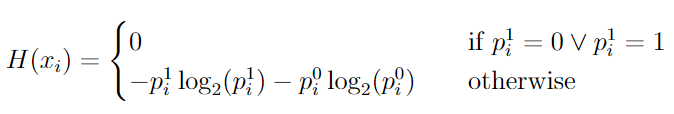 H(x_i) = { 0 if p_i^1 = 0 ∨ p_i^1 = 1
−p_i^1 log_2(p_i^1) − p_i^0 log_2(p_i^0) otherwise